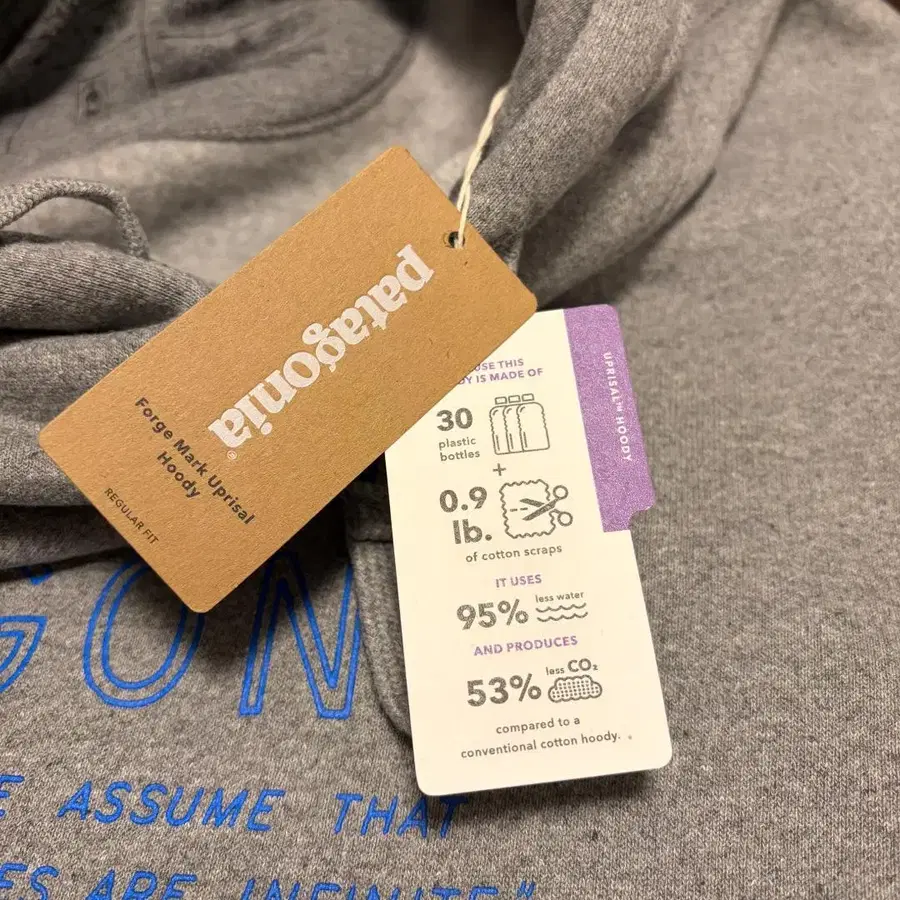 patagonia®
Forge Mark Uprisal
Hoody
REGULAR FIT
USE THIS
DY IS MADE OF
30
plastic
bottles
+
0.9
lb.
of cotton scraps
IT USES
95% less water
AND PRODUCES
53% less CO₂
compared to a
conventional cotton hoody.
UPRISAL™ HOODY
GON
E ASSUME THAT
ES ARE INFINITE"